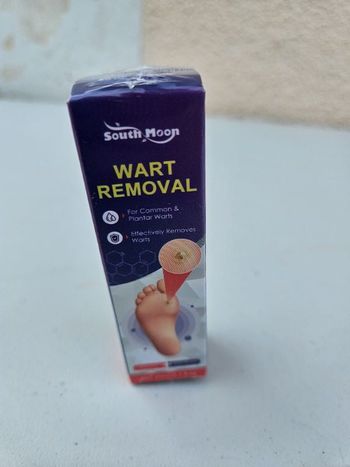 South Moon
WART
REMOVAL
For Common &
Plantar Warts
Effectively Removes
Warts